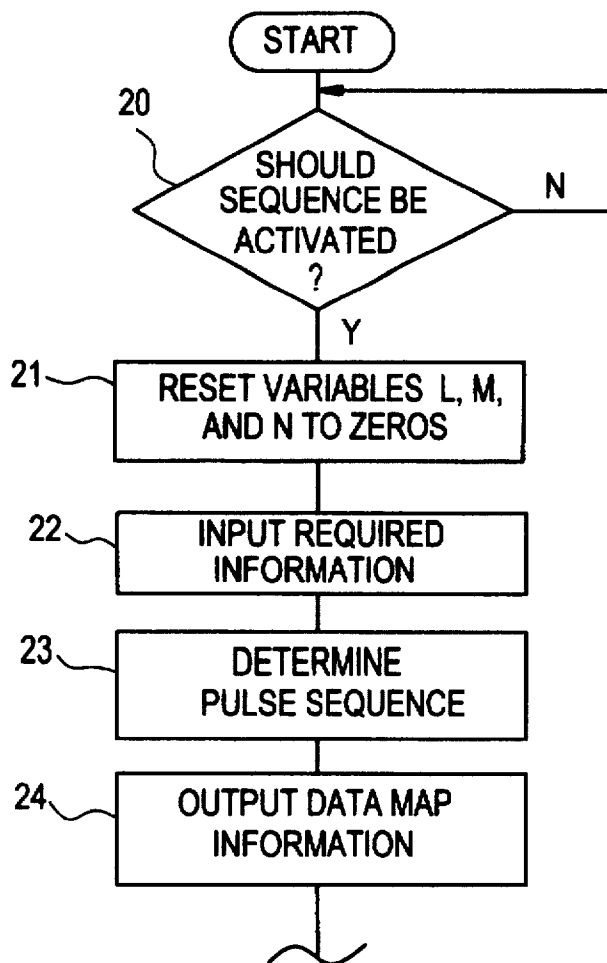 START
20
SHOULD
SEQUENCE BE
ACTIVATED
?
N
Y
21
RESET VARIABLES L, M,
AND N TO ZEROS
22
INPUT REQUIRED
INFORMATION
23
DETERMINE
PULSE SEQUENCE
24
OUTPUT DATA MAP
INFORMATION